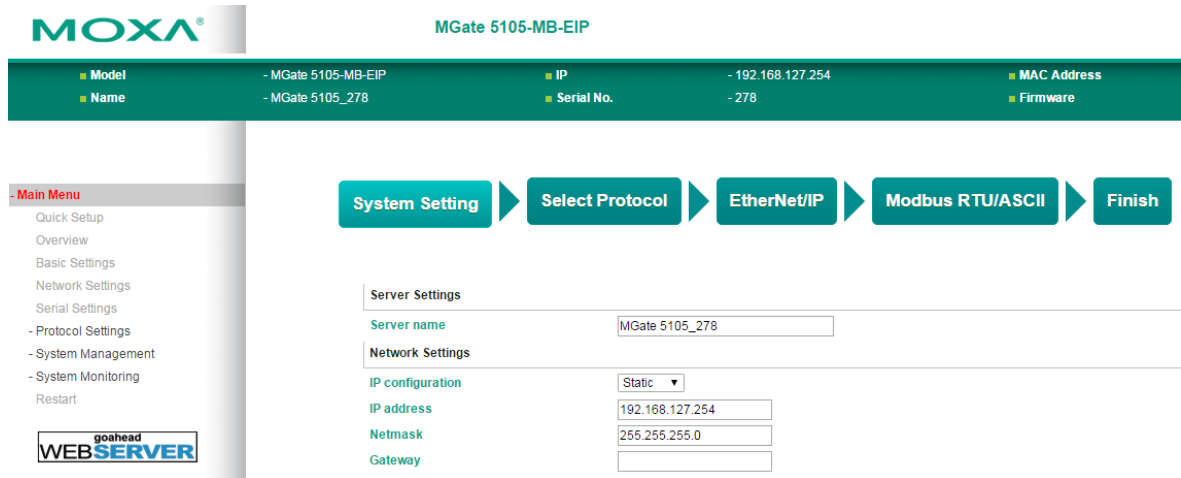 MOXA®
MGate 5105-MB-EIP
Model - MGate 5105-MB-EIP IP - 192.168.127.254 MAC Address
Name - MGate 5105_278 Serial No. - 278 Firmware
- Main Menu
Quick Setup
Overview
Basic Settings
Network Settings
Serial Settings
- Protocol Settings
- System Management
- System Monitoring
Restart
goahead
WEBSERVER
System Setting Select Protocol EtherNet/IP Modbus RTU/ASCII Finish
Server Settings
Server name MGate 5105_278
Network Settings
IP configuration Static
IP address 192.168.127.254
Netmask 255.255.255.0
Gateway